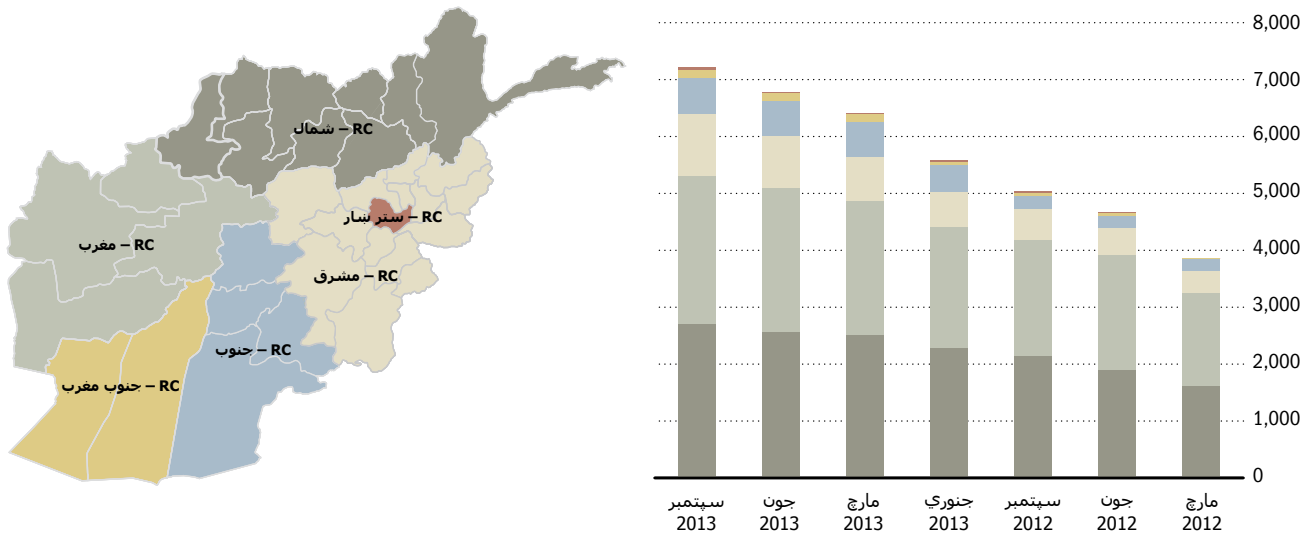 RC – شمال
RC – ستر ښار
RC – مغرب
RC – مشرق
RC – جنوب
RC – جنوب مغرب
8,000
7,000
6,000
5,000
4,000
3,000
2,000
1,000
0
مارچ
2012
جون
2012
سپتمبر
2012
جنوري
2013
مارچ
2013
جون
2013
سپتمبر
2013